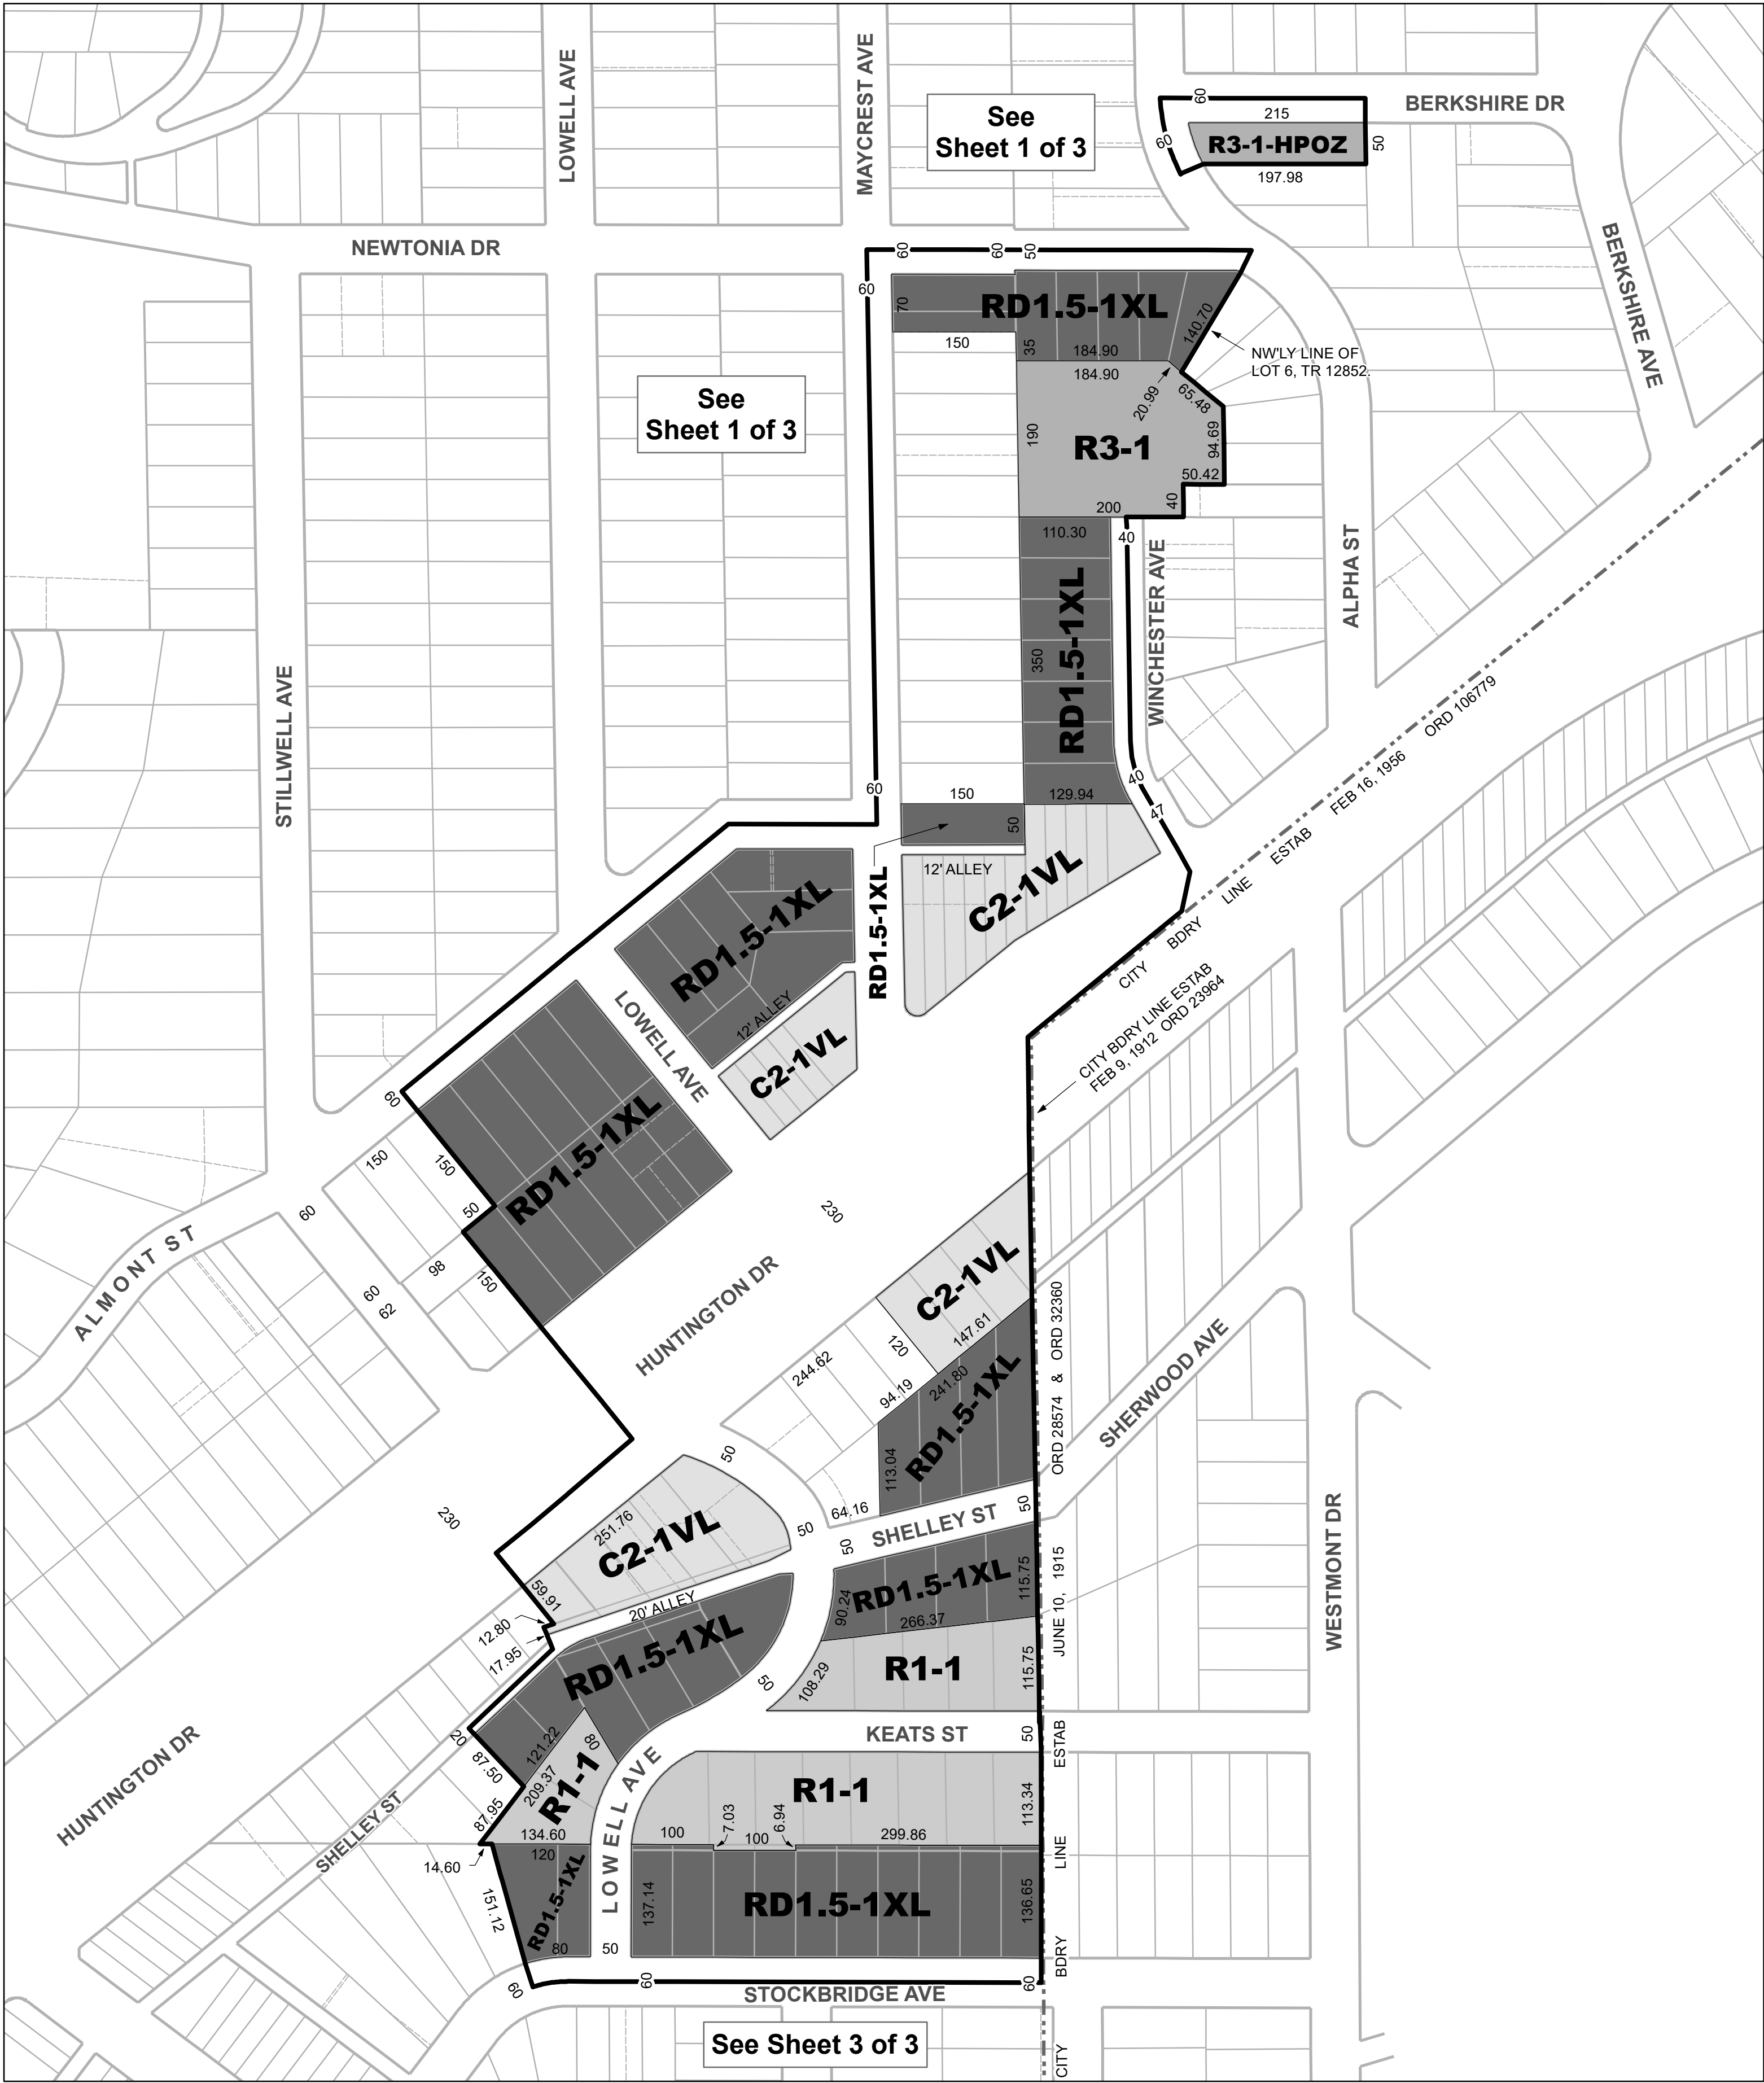 LOWELL AVE
MAYCREST AVE
See
Sheet 1 of 3
60
BERKSHIRE DR
215
60
R3-1-HPOZ
50
197.98
NEWTONIA DR
BERKSHIRE AVE
60
60
50
60
70
RD1.5-1XL
140.70
150
35
184.90
184.90
NW'LY LINE OF
LOT 6, TR 12852.
20.99
65.48
See
Sheet 1 of 3
190
R3-1
94.69
50.42
40
200
110.30
40
WINCHESTER AVE
ALPHA ST
RD1.5-1XL
350
STILLWELL AVE
CITY BDRY LINE ESTAB FEB 16, 1956 ORD 106779
60
150
129.94
40
47
50
12' ALLEY
C2-1VL
RD1.5-1XL
RD1.5-1XL
12' ALLEY
C2-1VL
LOWELL AVE
CITY BDRY LINE ESTAB
FEB 9, 1912 ORD 23964
60
150
150
RD1.5-1XL
50
60
98
150
60
62
ALMONT ST
230
HUNTINGTON DR
C2-1VL
120
147.61
244.62
94.19
241.80
RD1.5-1XL
113.04
ORD 28574 & ORD 32360
SHERWOOD AVE
50
64.16
50
230
251.76
C2-1VL
50
50
SHELLEY ST
59.91
20' ALLEY
12.80
17.95
90.24
RD1.5-1XL
115.75
266.37
JUNE 10, 1915
WESTMONT DR
RD1.5-1XL
50
108.29
R1-1
115.75
KEATS ST
50
ESTAB
20
87.50
121.22
80
209.37
R1-1
87.95
134.60
LOWELL AVE
R1-1
113.34
100
7.03
100
6.94
299.86
HUNTINGTON DR
SHELLEY ST
14.60
120
151.12
RD1.5-1XL
80
50
137.14
RD1.5-1XL
136.65
LINE
BDRY
60
60
60
STOCKBRIDGE AVE
See Sheet 3 of 3
CITY